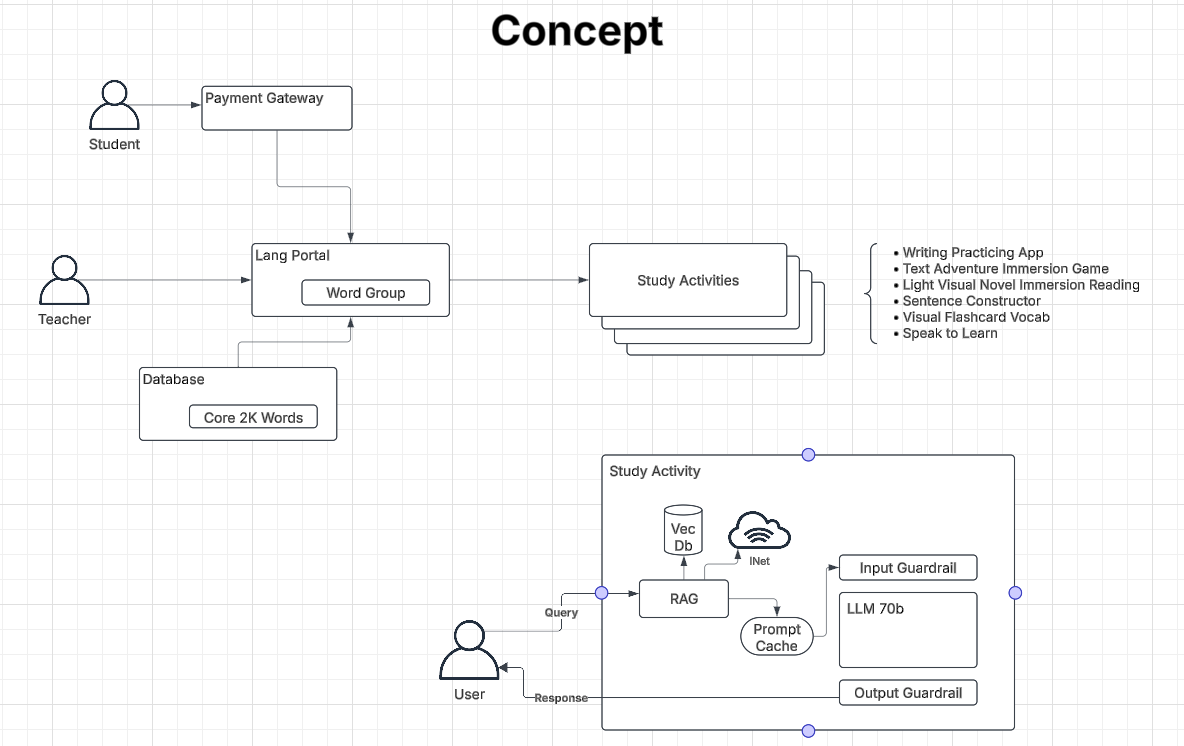 Concept
Payment Gateway
Student
Lang Portal
Word Group
Teacher
Study Activities
• Writing Practicing App
• Text Adventure Immersion Game
• Light Visual Novel Immersion Reading
• Sentence Constructor
• Visual Flashcard Vocab
• Speak to Learn
Database
Core 2K Words
Study Activity
Vec
Db
iNet
Input Guardrail
RAG
LLM 70b
Query
Prompt
Cache
User
Response
Output Guardrail